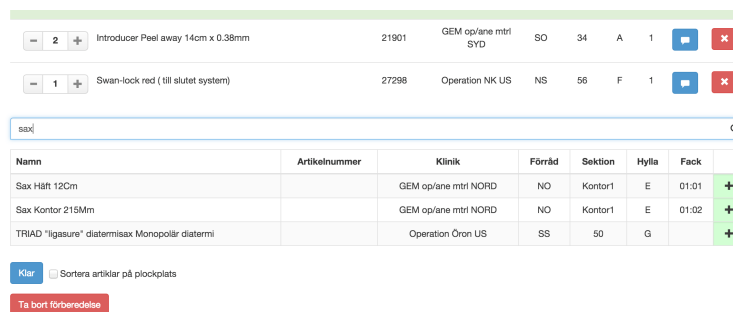 2 Introducer Peel away 14cm x 0.38mm 21901 GEM op/ane mtrl SYD SO 34 A 1
1 Swan-lock red ( till slutet system) 27298 Operation NK US NS 56 F 1
sax
Namn Artikelnummer Klinik Förråd Sektion Hylla Fack
Sax Häft 12Cm GEM op/ane mtrl NORD NO Kontor1 E 01:01
Sax Kontor 215Mm GEM op/ane mtrl NORD NO Kontor1 E 01:02
TRIAD "ligasure" diatermisax Monopolär diatermi Operation Öron US SS 50 G
Klar Sortera artiklar på plockplats
Ta bort förberedelse